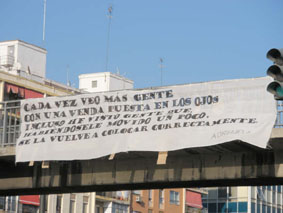 CADA VEZ VEO MAS GENTE
CON UNA VENDA PUESTA EN LOS OJOS
INCLUSO HE VISTO GENTE QUE
HABIENDOSELE MOVIDO UN POCO,
SE LA VUELVE A COLOCAR CORRECTAMENTE.